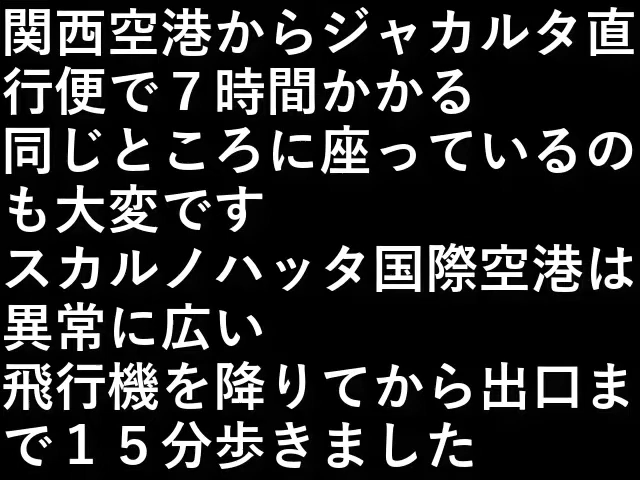 関西空港からジャカルタ直
行便で７時間かかる
同じところに座っているの
も大変です
スカルノハッタ国際空港は
異常に広い
飛行機を降りてから出口ま
で１５分歩きました